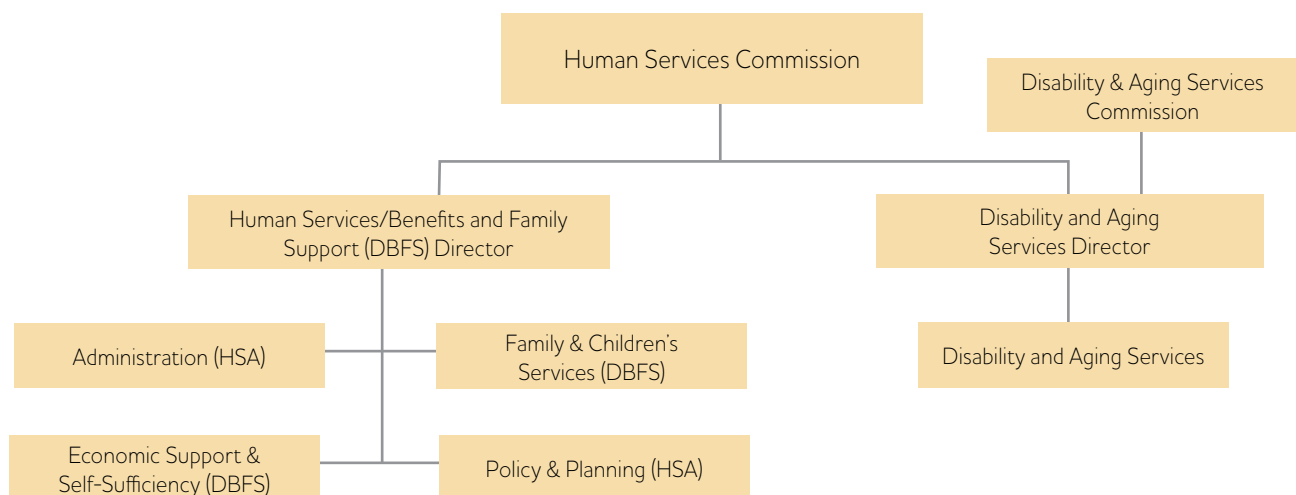 Human Services Commission
Disability & Aging Services
Commission
Human Services/Benefits and Family
Support (DBFS) Director
Disability and Aging
Services Director
Administration (HSA)
Family & Children's
Services (DBFS)
Disability and Aging Services
Economic Support &
Self-Sufficiency (DBFS)
Policy & Planning (HSA)